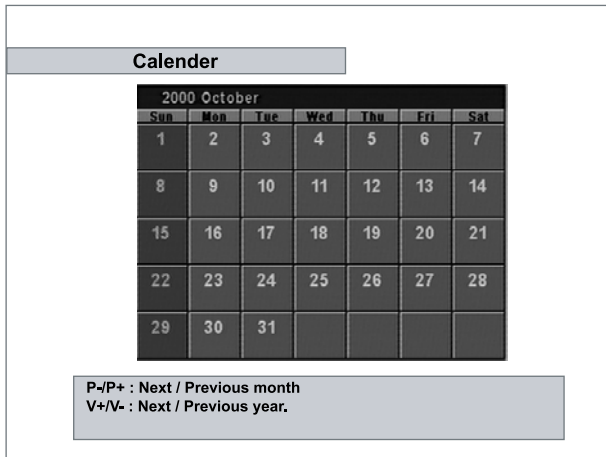 Calender
2000 October
Sun Mon Tue Wed Thu Fri Sat
1 2 3 4 5 6 7
8 9 10 11 12 13 14
15 16 17 18 19 20 21
22 23 24 25 26 27 28
29 30 31
P-/P+ : Next / Previous month
V+/V- : Next / Previous year.